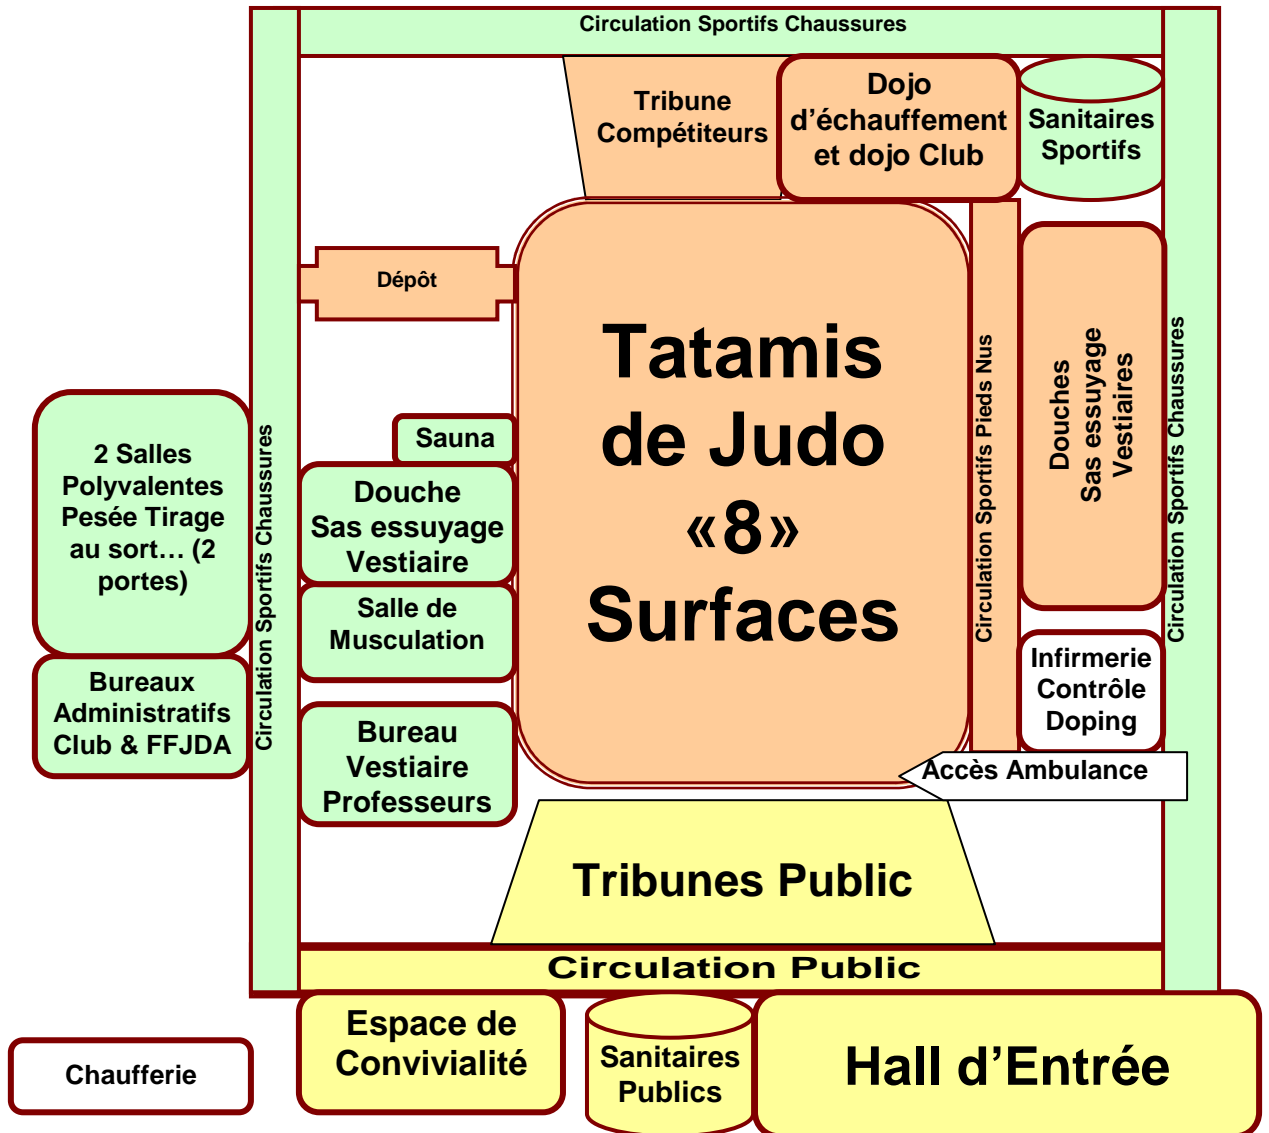 Circulation Sportifs Chaussures
Tribune
Compétiteurs
Dojo
d’échauffement
et dojo Club
Sanitaires
Sportifs
Dépôt
Tatamis
de Judo
«8»
Surfaces
Circulation Sportifs Pieds Nus
Douches
Sas essuyage
Vestiaires
Circulation Sportifs Chaussures
2 Salles
Polyvalentes
Pesée Tirage
au sort… (2
portes)
Circulation Sportifs Chaussures
Sauna
Douche
Sas essuyage
Vestiaire
Salle de
Musculation
Bureaux
Administratifs
Club & FFJDA
Bureau
Vestiaire
Professeurs
Infirmerie
Contrôle
Doping
Accès Ambulance
Tribunes Public
Circulation Public
Espace de
Convivialité
Sanitaires
Publics
Hall d’Entrée
Chaufferie